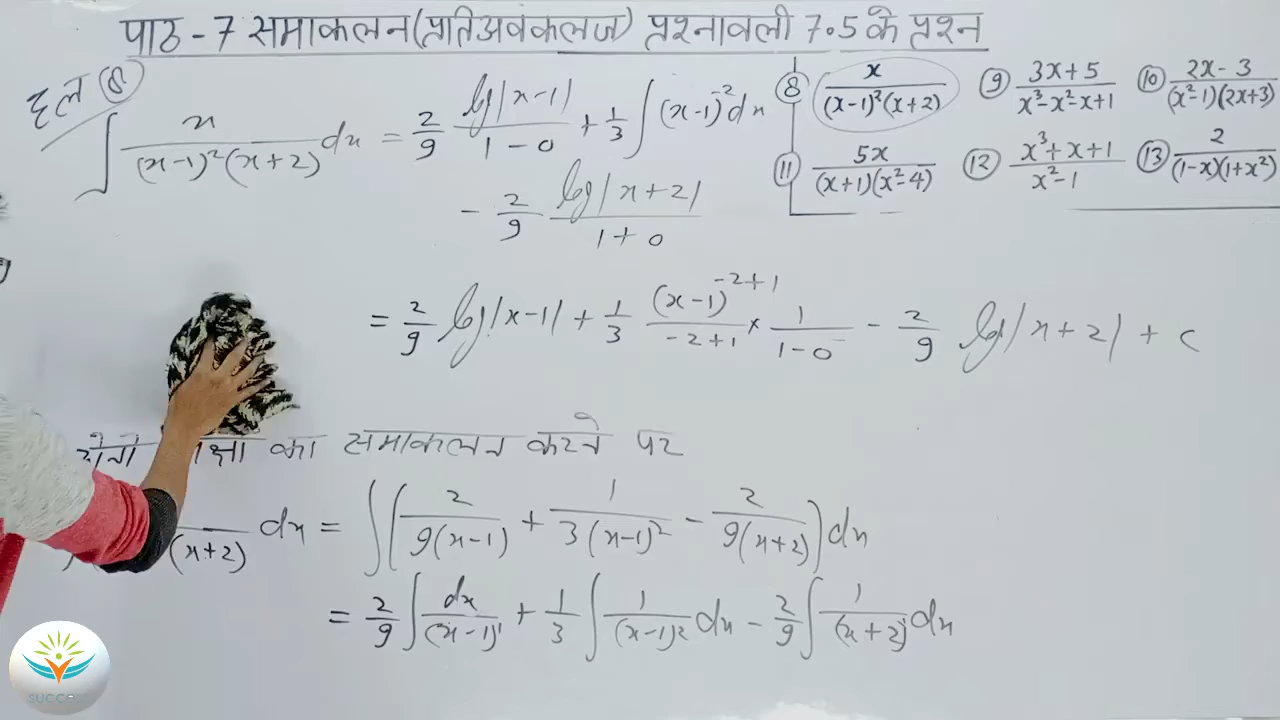 पाठ - 7 समाकलन(प्रतिअवकलज) प्रश्नावली 7.5 के प्रश्न
⑧ x/((x-1)²(x+2)) ⑨ (3x+5)/(x³-x²-x+1) ⑩ (2x-3)/((x²-1)(2x+3))
⑪ 5x/((x+1)(x²-4)) ⑫ (x³+x+1)/(x²-1) ⑬ 2/((1-x)(1+x²))
हल ⑧
∫ x/((x-1)²(x+2)) dx = 2/9 log|x-1|/(1-0) + 1/3 ∫(x-1)⁻² dx
- 2/9 log|x+2|/(1+0)
= 2/9 log|x-1| + 1/3 (x-1)⁻²⁺¹/(-2+1) × 1/(1-0) - 2/9 log|x+2| + c
का समाकलन करने पर
(x+2) dx = ∫(2/(9(x-1)) + 1/(3(x-1)²) - 2/(9(x+2))) dx
= 2/9 ∫ dx/(x-1)¹ + 1/3 ∫ 1/(x-1)² dx - 2/9 ∫ 1/(x+2) dx